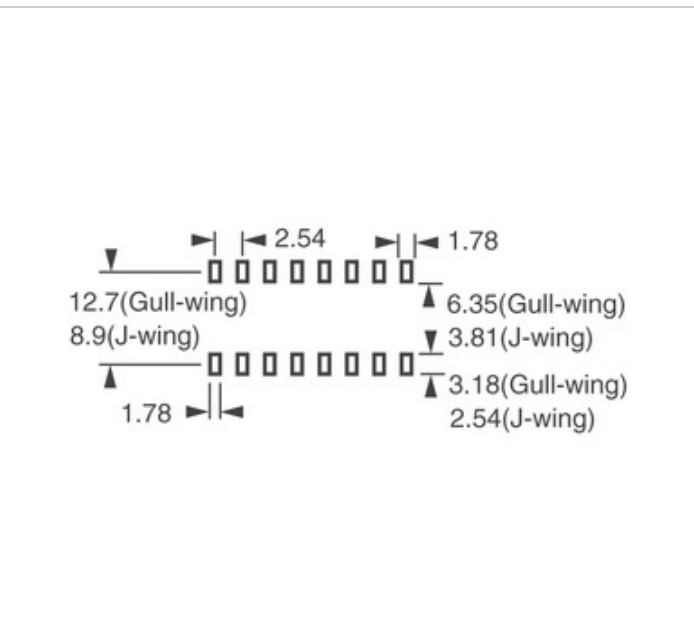 2.54
1.78
12.7(Gull-wing)
8.9(J-wing)
6.35(Gull-wing)
3.81(J-wing)
1.78
3.18(Gull-wing)
2.54(J-wing)